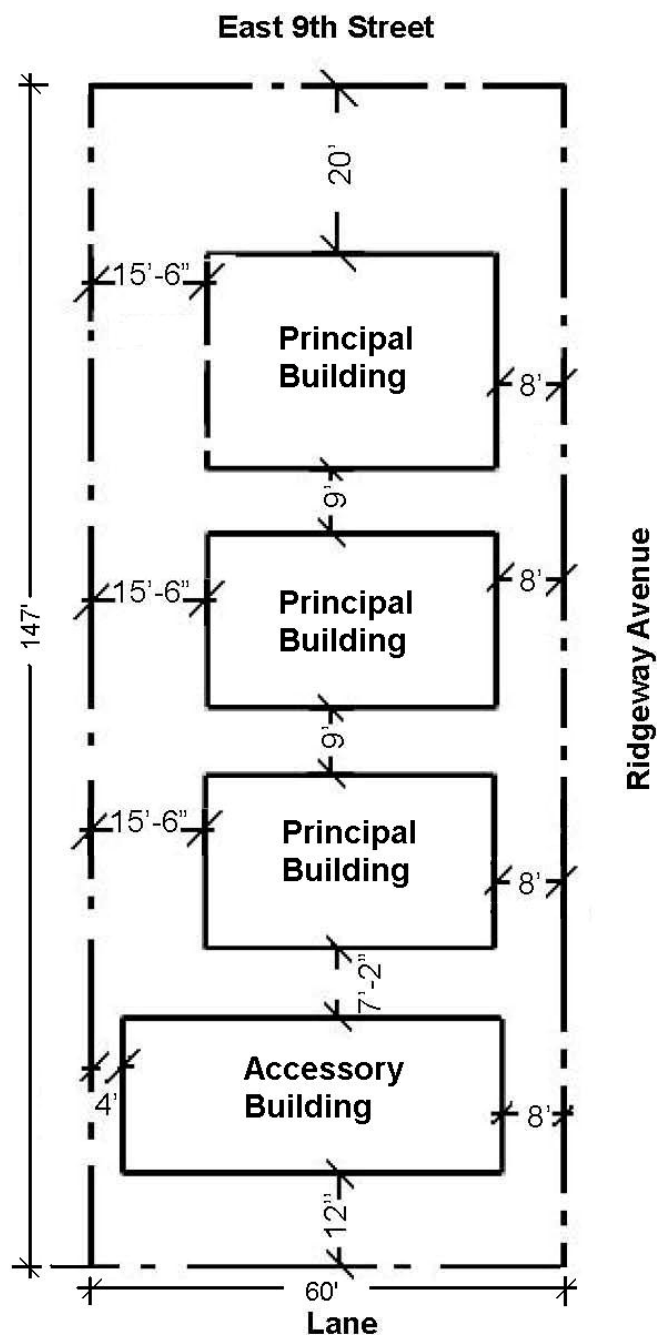 East 9th Street
20’
15’-6”
Principal
Building
8’
9’
147'
15’-6”
Principal
Building
8’
Ridgeway Avenue
9’
15’-6”
Principal
Building
8’
7’-2”
Accessory
Building
4’
8’
12”
60'
Lane